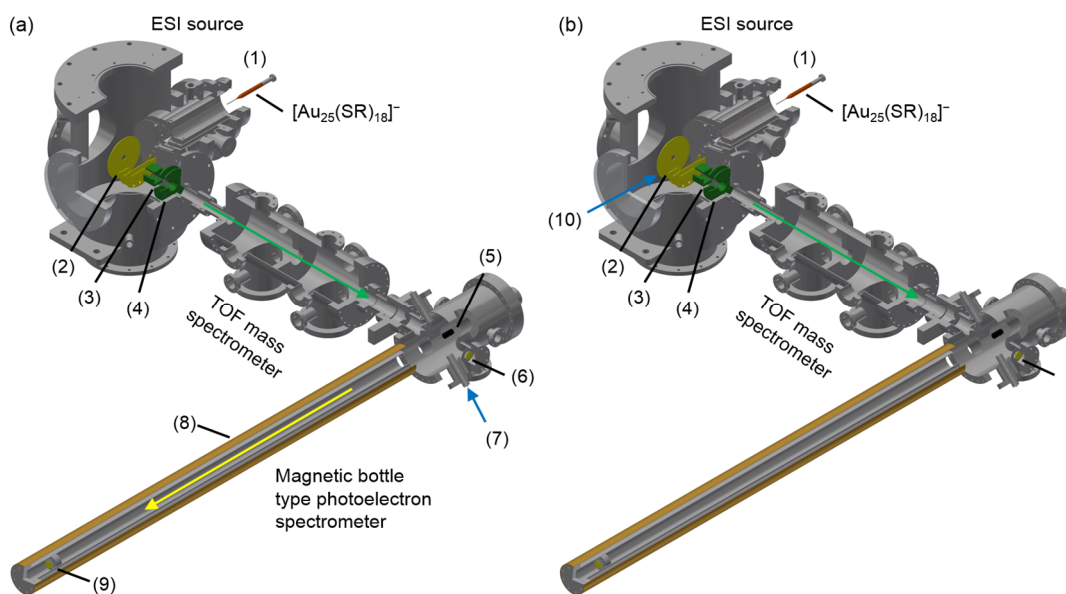 (a)
ESI source
(1)
[Au25(SR)18]−
(2)
(3)
(4)
TOF mass
spectrometer
(5)
(6)
(7)
(8)
Magnetic bottle
type photoelectron
spectrometer
(9)
(b)
ESI source
(1)
[Au25(SR)18]−
(10)
(2)
(3)
(4)
TOF mass
spectrometer